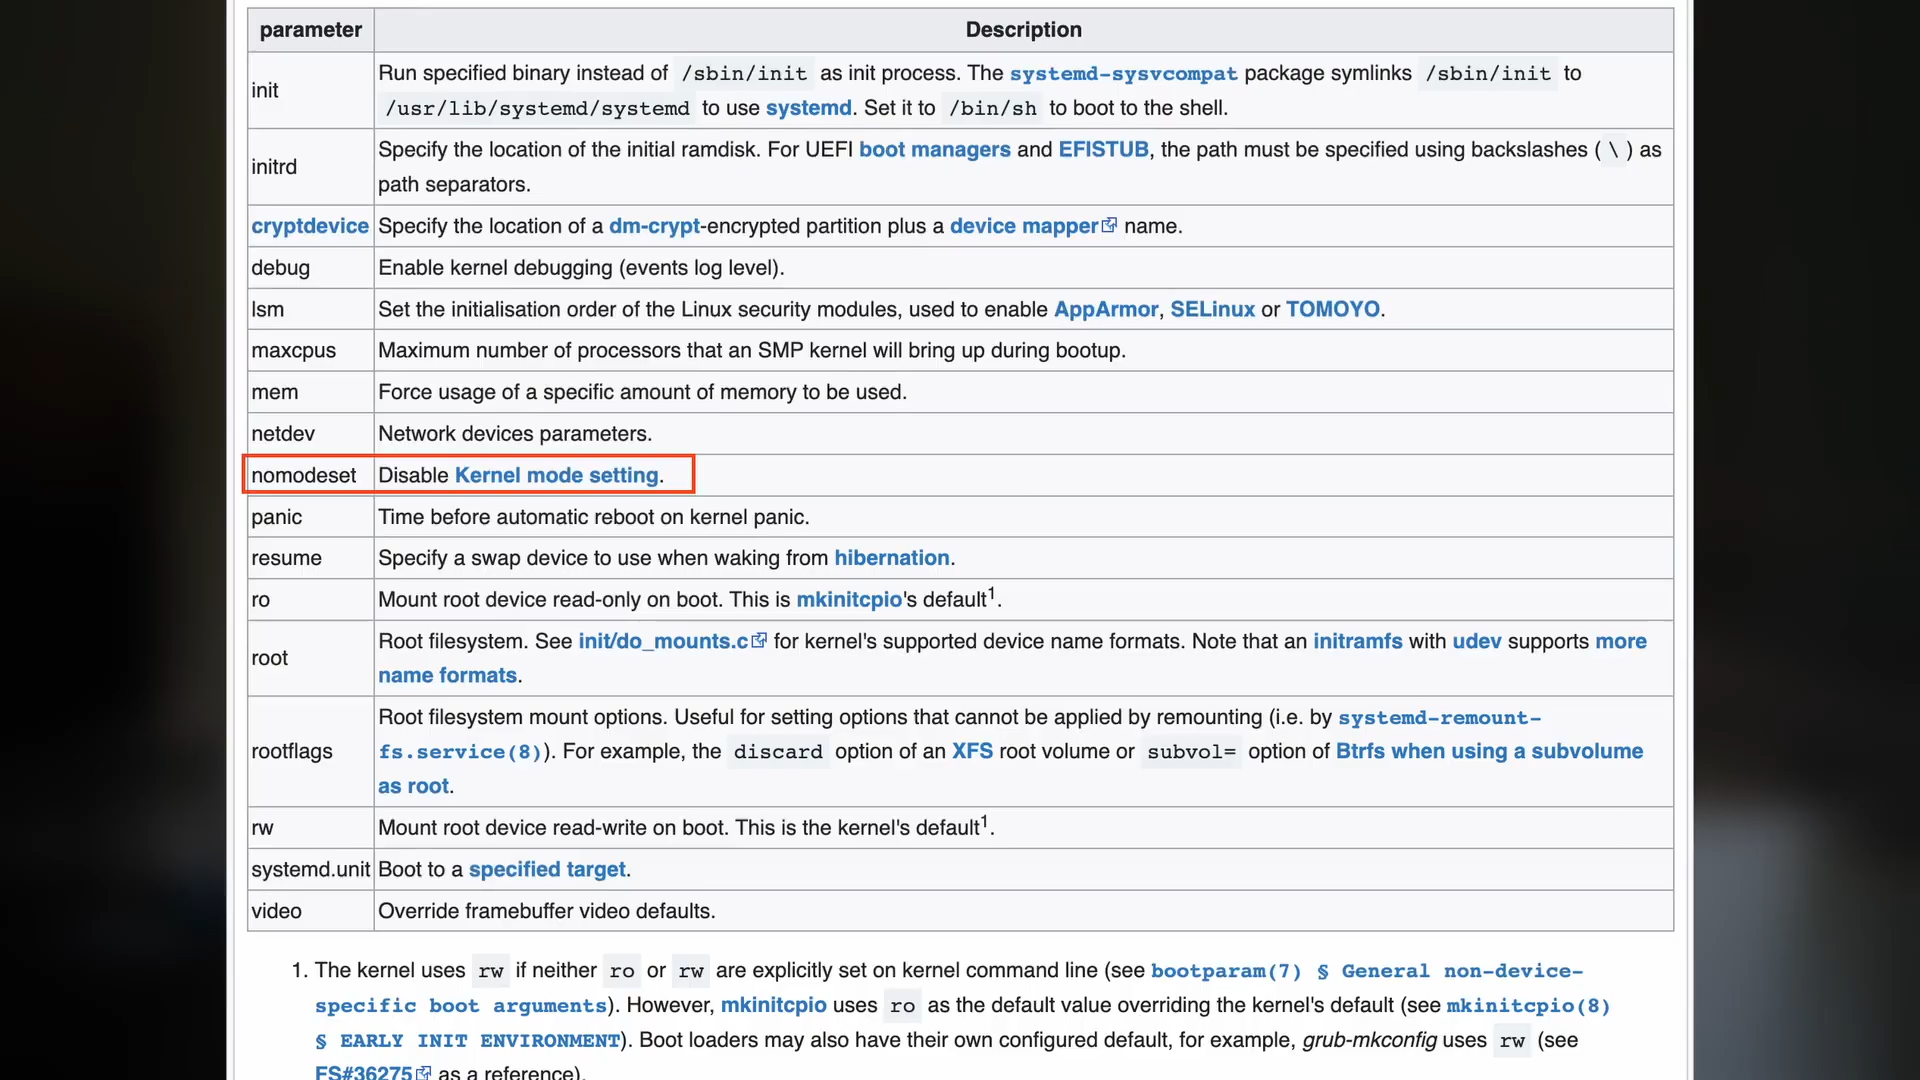 parameter Description
init
Run specified binary instead of /sbin/init as init process. The systemd-sysvcompat package symlinks /sbin/init to
/usr/lib/systemd/systemd to use systemd. Set it to /bin/sh to boot to the shell.
initrd
Specify the location of the initial ramdisk. For UEFI boot managers and EFISTUB, the path must be specified using backslashes ( \ ) as
path separators.
cryptdevice Specify the location of a dm-crypt-encrypted partition plus a device mapper name.
debug Enable kernel debugging (events log level).
lsm Set the initialisation order of the Linux security modules, used to enable AppArmor, SELinux or TOMOYO.
maxcpus Maximum number of processors that an SMP kernel will bring up during bootup.
mem Force usage of a specific amount of memory to be used.
netdev Network devices parameters.
nomodeset Disable Kernel mode setting.
panic Time before automatic reboot on kernel panic.
resume Specify a swap device to use when waking from hibernation.
ro Mount root device read-only on boot. This is mkinitcpio's default1.
root
Root filesystem. See init/do_mounts.c for kernel's supported device name formats. Note that an initramfs with udev supports more
name formats.
rootflags
Root filesystem mount options. Useful for setting options that cannot be applied by remounting (i.e. by systemd-remount-
fs.service(8)). For example, the discard option of an XFS root volume or subvol= option of Btrfs when using a subvolume
as root.
rw Mount root device read-write on boot. This is the kernel's default1.
systemd.unit Boot to a specified target.
video Override framebuffer video defaults.
1. The kernel uses rw if neither ro or rw are explicitly set on kernel command line (see bootparam(7) § General non-device-
specific boot arguments). However, mkinitcpio uses ro as the default value overriding the kernel's default (see mkinitcpio(8)
§ EARLY INIT ENVIRONMENT). Boot loaders may also have their own configured default, for example, grub-mkconfig uses rw (see
FS#36275 as a reference).